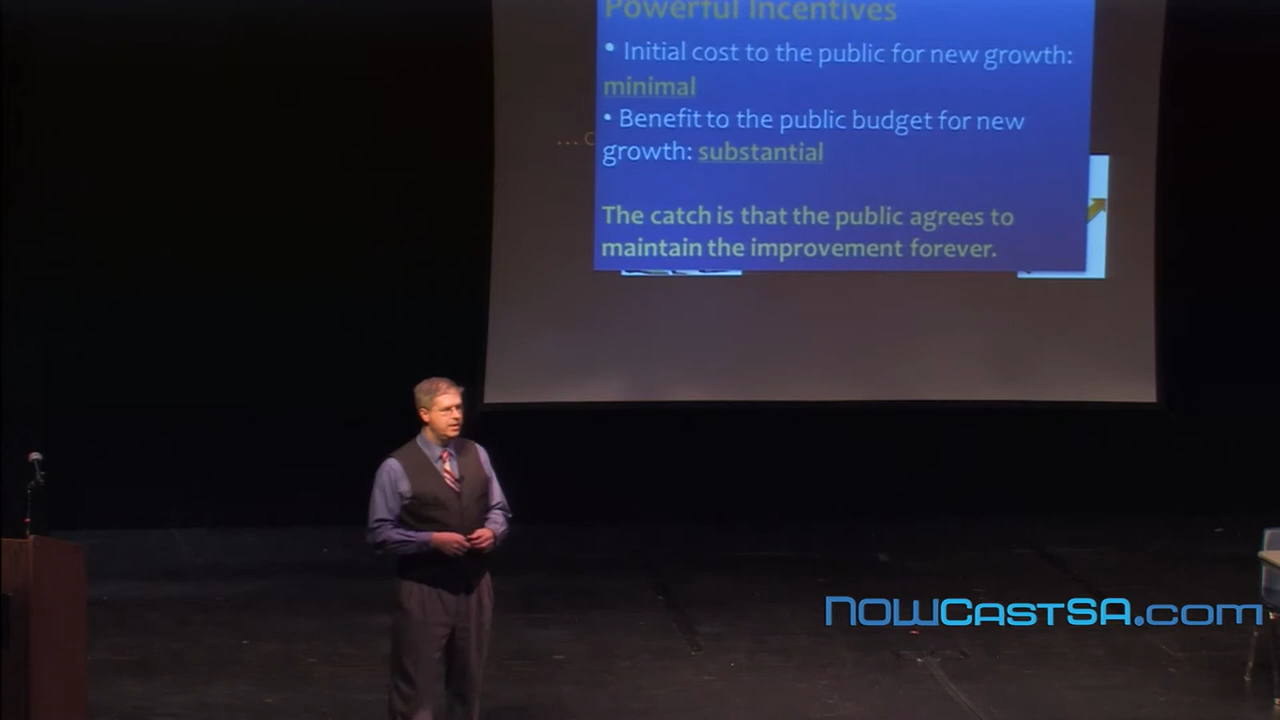 Powerful Incentives
• Initial cost to the public for new growth:
minimal
• Benefit to the public budget for new
growth: substantial
... C
The catch is that the public agrees to
maintain the improvement forever.
NOWCastSA.com